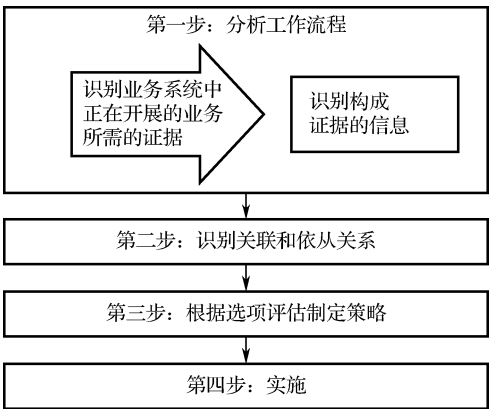 第一步：分析工作流程
识别业务系统中
正在开展的业务
所需的证据
识别构成
证据的信息
第二步：识别关联和依从关系
第三步：根据选项评估制定策略
第四步：实施